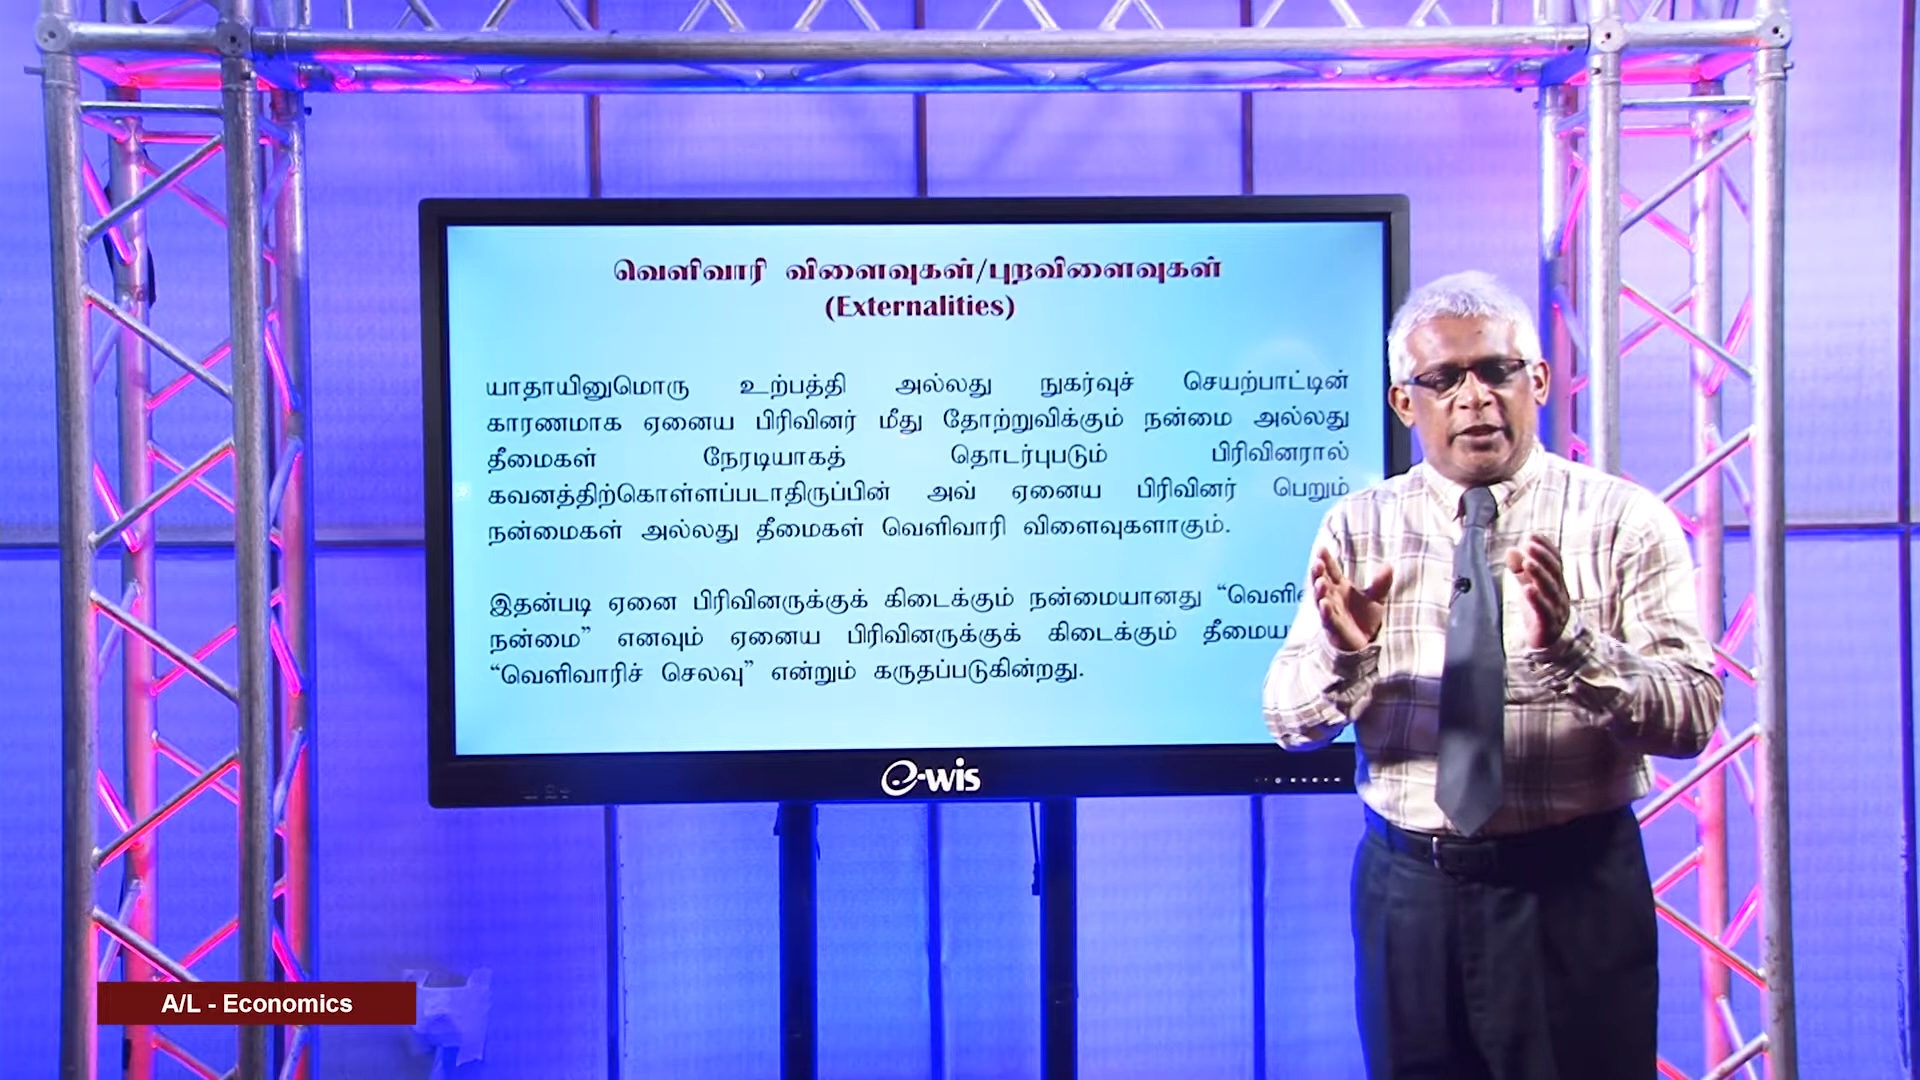 வெளிவாரி விளைவுகள்/புறவிளைவுகள்
(Externalities)
யாதாயினுமொரு உற்பத்தி அல்லது நுகர்வுச் செயற்பாட்டின்
காரணமாக ஏனைய பிரிவினர் மீது தோற்றுவிக்கும் நன்மை அல்லது
தீமைகள் நேரடியாகத் தொடர்புபடும் பிரிவினரால்
கவனத்திற்கொள்ளப்படாதிருப்பின் அவ் ஏனைய பிரிவினர் பெறும்
நன்மைகள் அல்லது தீமைகள் வெளிவாரி விளைவுகளாகும்.
இதன்படி ஏனை பிரிவினருக்குக் கிடைக்கும் நன்மையானது
நன்மை” எனவும் ஏனைய பிரிவினருக்குக் கிடைக்கும்
“வெளிவாரிச் செலவு” என்றும் கருதப்படுகின்றது.
e-wis
A/L - Economics